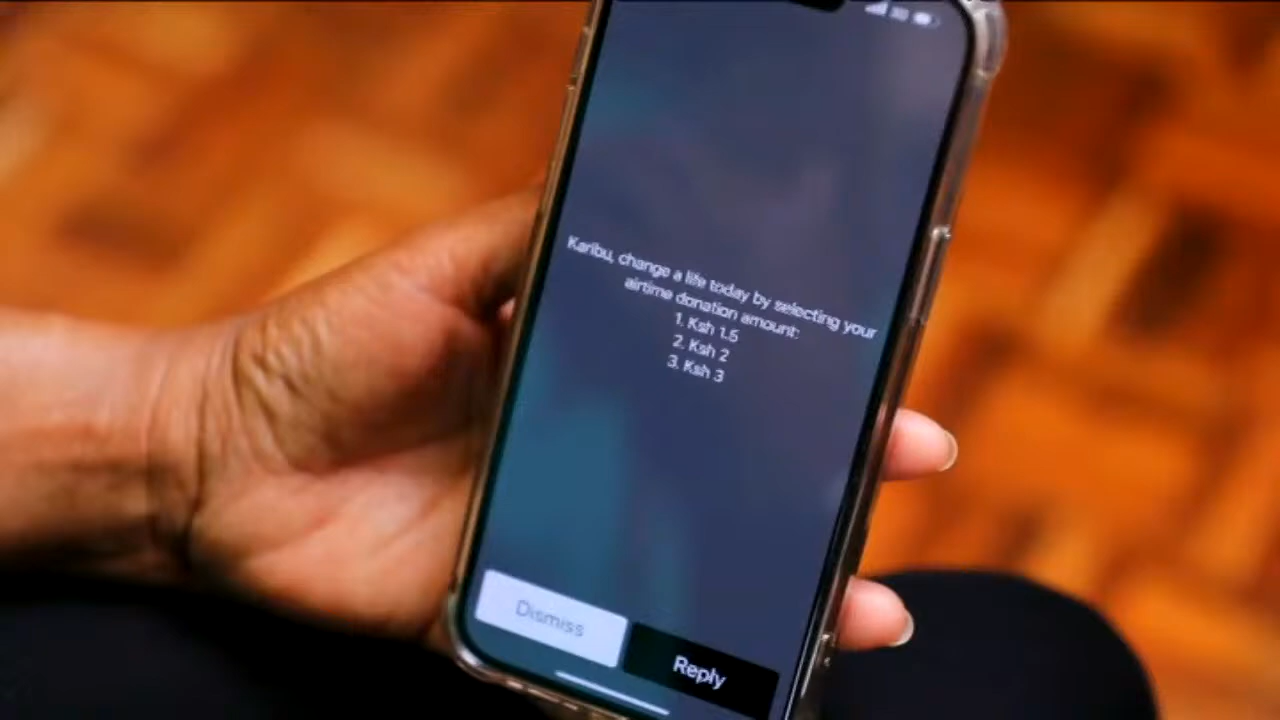 Karibu, change a life today by selecting your
airtime donation amount:
1. Ksh 1.5
2. Ksh 2
3. Ksh 3
Dismiss
Reply